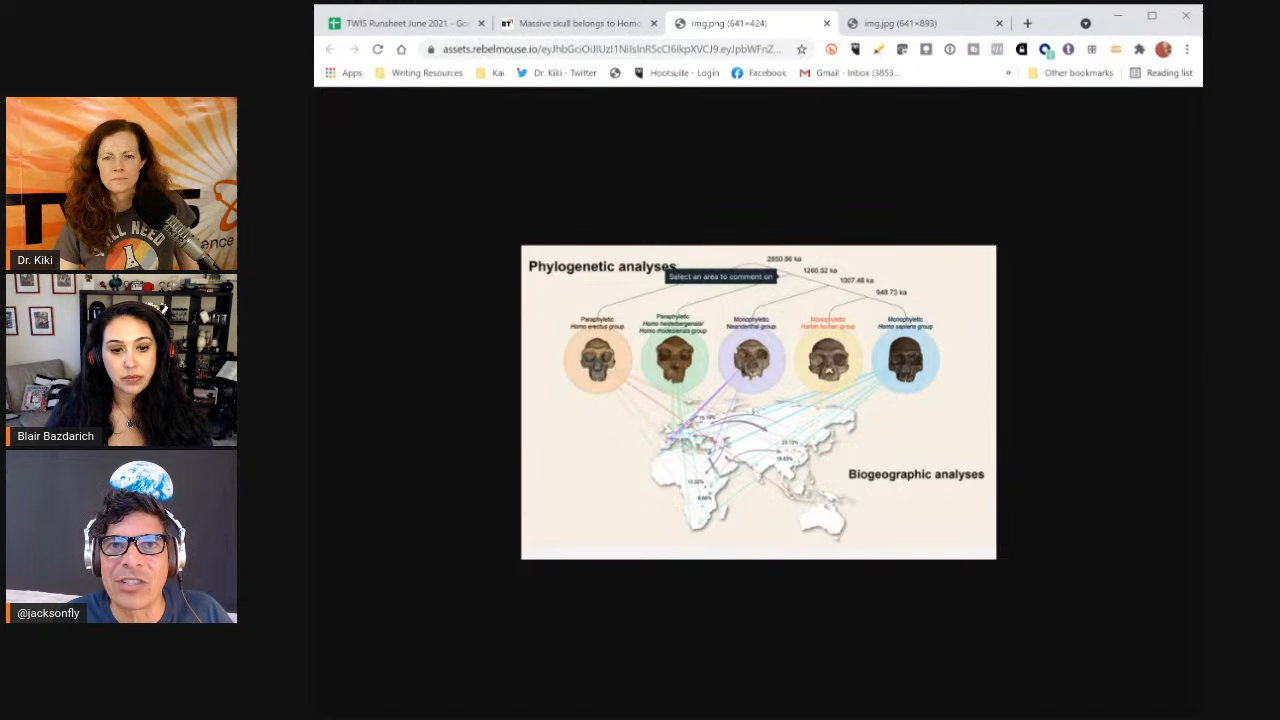 TWIS Runsheet June 2021 - Go
Massive skull belongs to Homo
img.png (641×424)
img.jpg (641×893)
assets.rebelmouse.io/eyJhbGciOiJIUzI1NiIsInR5cCI6IkpXVCJ9.eyJpbWFnZ...
Apps
Writing Resources
Kai
Dr. Kiki - Twitter
Hootsuite - Login
Facebook
Gmail - Inbox (3853...
»
Other bookmarks
Reading list
Dr. Kiki
Blair Bazdarich
@jacksonfly
Phylogenetic analyses
Select an area to comment on
2850.86 ka
1260.52 ka
1007.48 ka
948.73 ka
Paraphyletic
Homo erectus group
Paraphyletic
Homo heidelbergensis/
Homo rhodesiensis group
Monophyletic
Neanderthal group
Monophyletic
Harbin human group
Monophyletic
Homo sapiens group
Biogeographic analyses